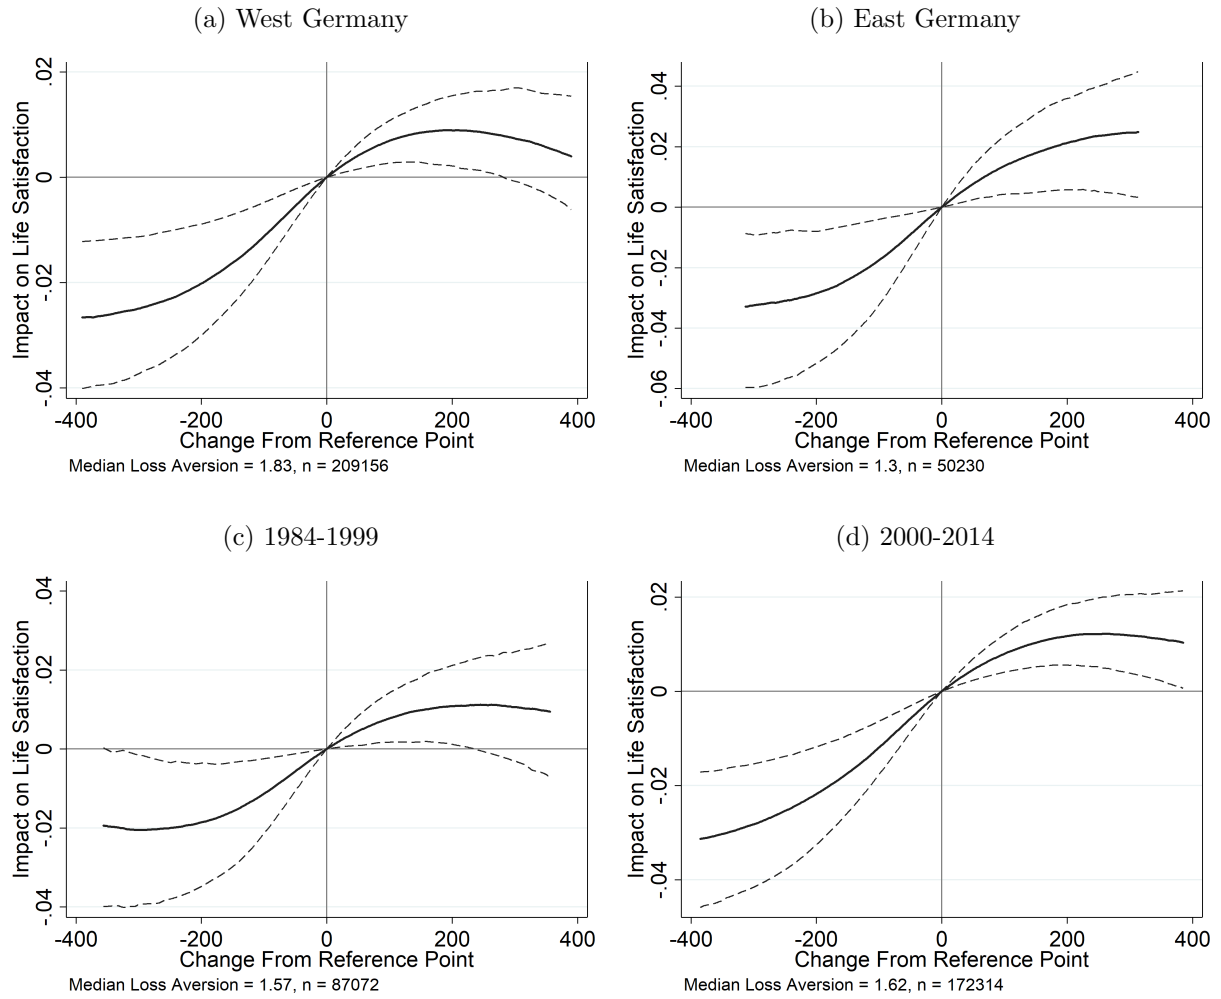 (a) West Germany
Impact on Life Satisfaction
.02
0
-.02
-.04
-400 -200 0 200 400
Change From Reference Point
Median Loss Aversion = 1.83, n = 209156
(b) East Germany
Impact on Life Satisfaction
.04
.02
0
-.02
-.04
-.06
-400 -200 0 200 400
Change From Reference Point
Median Loss Aversion = 1.3, n = 50230
(c) 1984-1999
Impact on Life Satisfaction
.04
.02
0
-.02
-.04
-400 -200 0 200 400
Change From Reference Point
Median Loss Aversion = 1.57, n = 87072
(d) 2000-2014
Impact on Life Satisfaction
.02
0
-.02
-.04
-400 -200 0 200 400
Change From Reference Point
Median Loss Aversion = 1.62, n = 172314